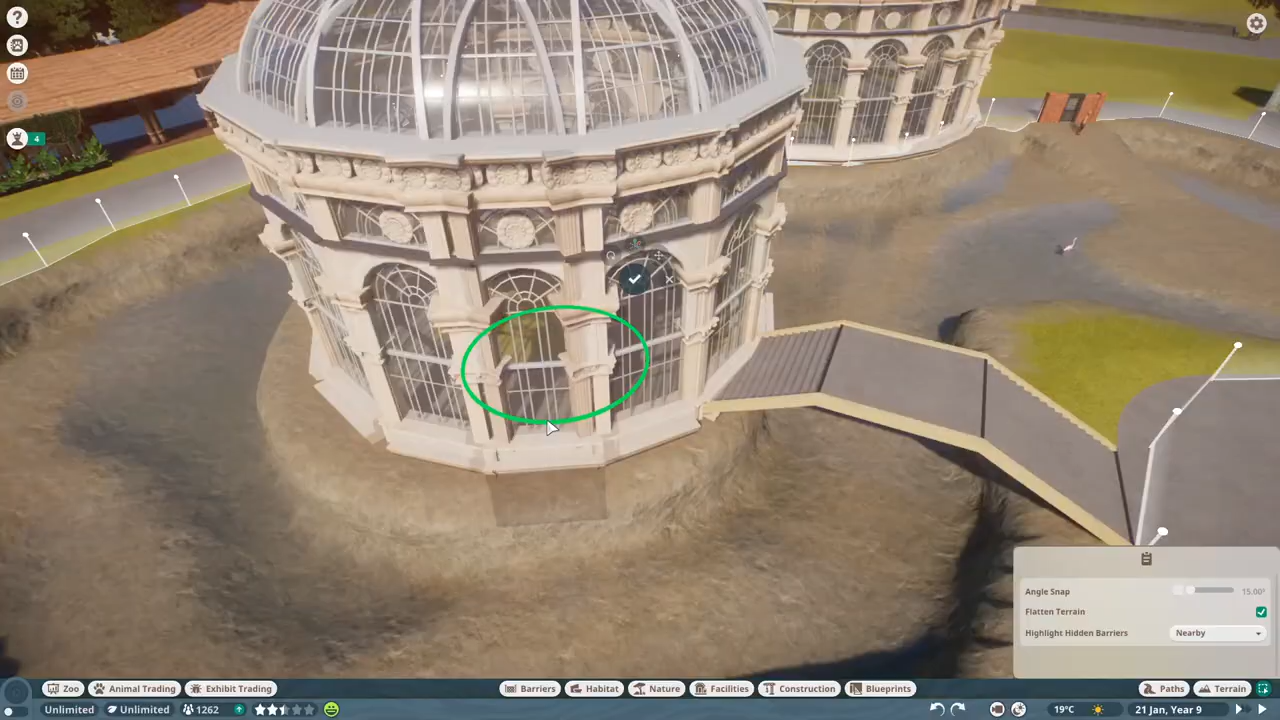 ?
4
Angle Snap 15.00°
Flatten Terrain
Highlight Hidden Barriers Nearby
Zoo Animal Trading Exhibit Trading Barriers Habitat Nature Facilities Construction Blueprints Paths Terrain
Unlimited Unlimited 1262 19°C 21 Jan, Year 9